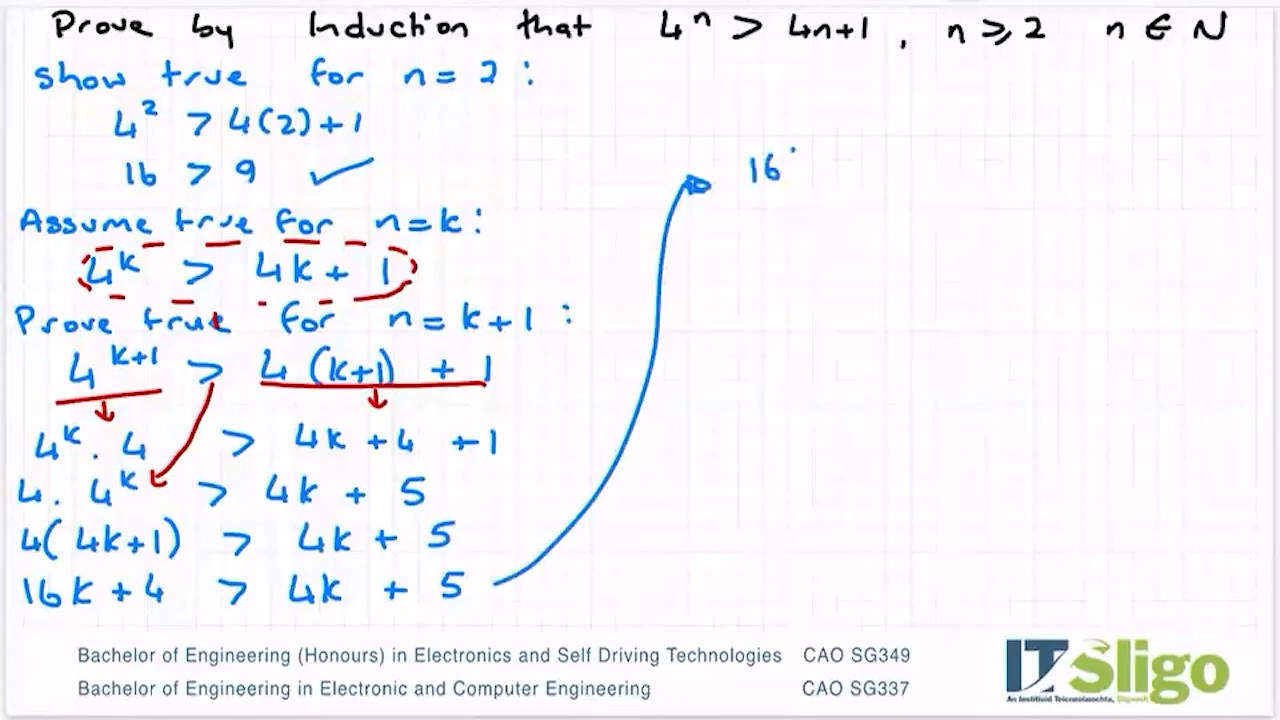 Prove by Induction that 4ⁿ > 4n+1, n ⩾ 2 n ∈ N
Show true for n = 2 :
4² > 4(2)+1
16 > 9 ✓
Assume true for n=k:
4ᵏ > 4k + 1
Prove true for n = k+1 :
4ᵏ⁺¹ > 4 (k+1) + 1
4ᵏ . 4 > 4k + 4 + 1
4. 4ᵏ > 4k + 5
4( 4k+1) > 4k + 5
16k + 4 > 4k + 5
16
Bachelor of Engineering (Honours) in Electronics and Self Driving Technologies CAO SG349
Bachelor of Engineering in Electronic and Computer Engineering CAO SG337
IT Sligo
An Institiúid Teicneolaíochta, Sligeach